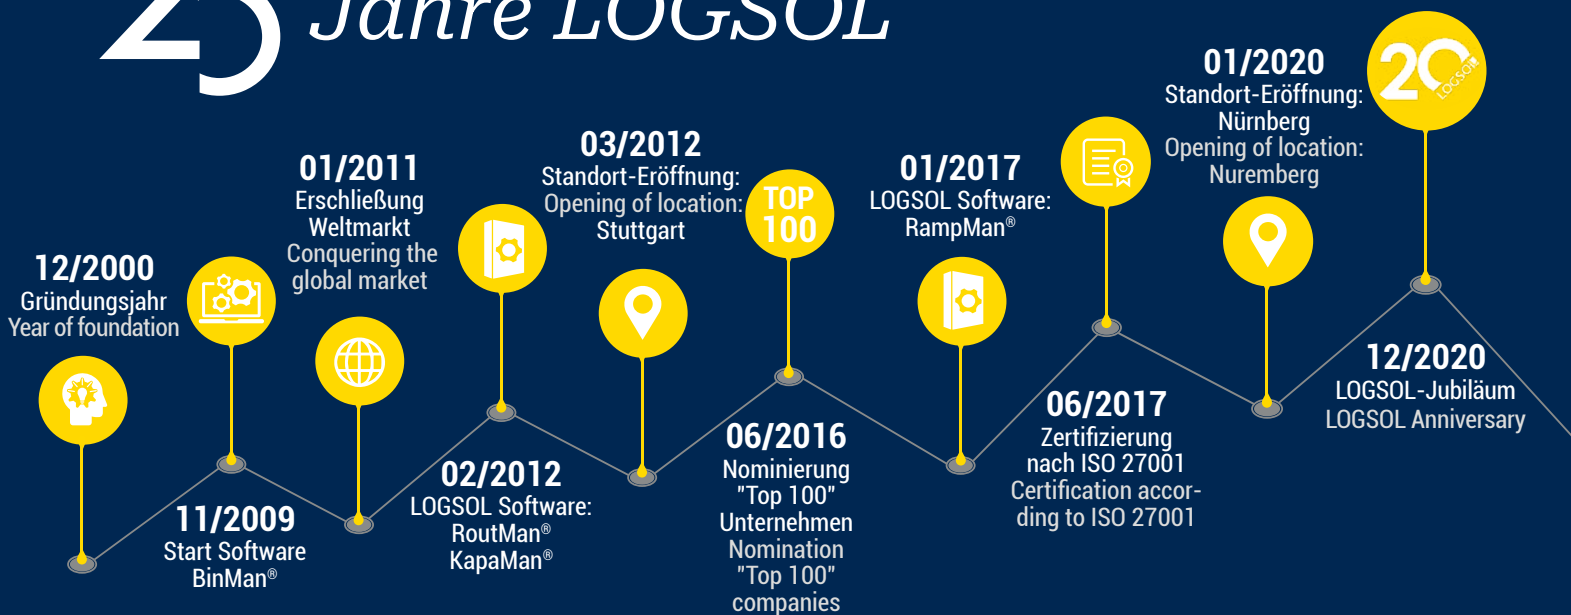 25 Jahre LOGSOL
12/2000
Gründungsjahr
Year of foundation
11/2009
Start Software
BinMan®
01/2011
Erschließung
Weltmarkt
Conquering the
global market
02/2012
LOGSOL Software:
RoutMan®
KapaMan®
03/2012
Standort-Eröffnung:
Opening of location:
Stuttgart
TOP
100
06/2016
Nominierung
"Top 100"
Unternehmen
Nomination
"Top 100"
companies
01/2017
LOGSOL Software:
RampMan®
06/2017
Zertifizierung
nach ISO 27001
Certification accor-
ding to ISO 27001
01/2020
Standort-Eröffnung:
Nürnberg
Opening of location:
Nuremberg
20
LOGSOL
12/2020
LOGSOL-Jubiläum
LOGSOL Anniversary